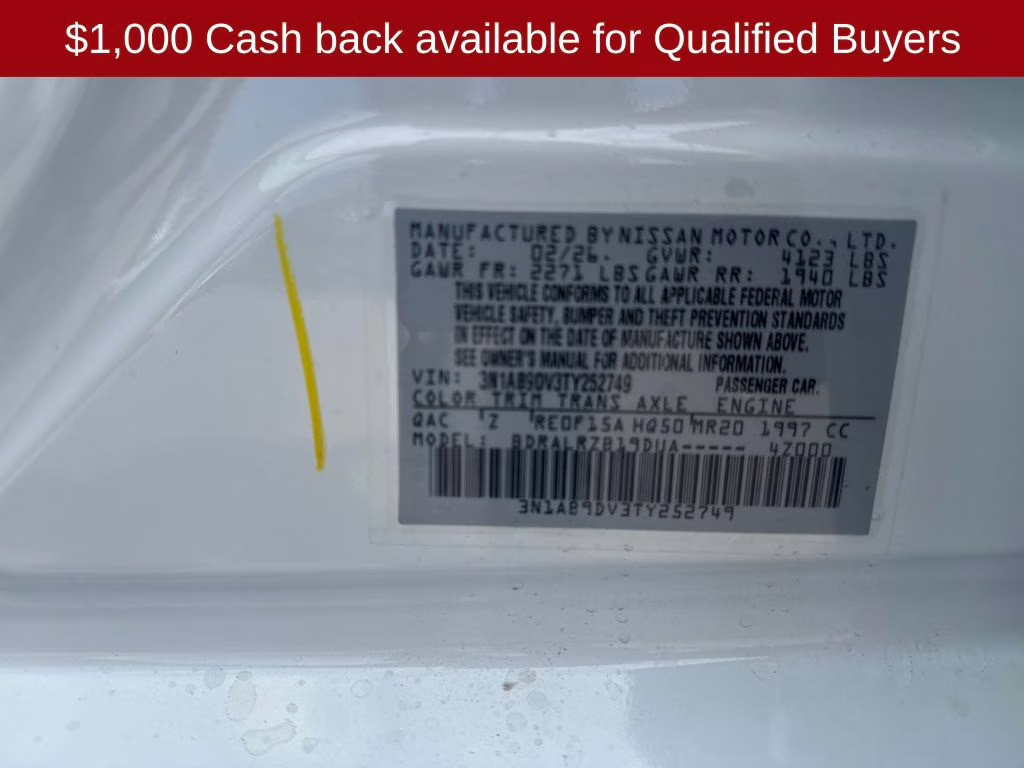 $1,000 Cash back available for Qualified Buyers
MANUFACTURED BY NISSAN MOTOR CO., LTD.
DATE: 02/26. GVWR: 4123 LBS
GAWR FR: 2271 LBS GAWR RR: 1940 LBS
THIS VEHICLE CONFORMS TO ALL APPLICABLE FEDERAL MOTOR
VEHICLE SAFETY, BUMPER AND THEFT PREVENTION STANDARDS
IN EFFECT ON THE DATE OF MANUFACTURE SHOWN ABOVE.
SEE OWNER'S MANUAL FOR ADDITIONAL INFORMATION.
VIN: 3N1AB9DV3TY252749 PASSENGER CAR.
COLOR TRIM TRANS AXLE ENGINE
QAC Z RE0F15A HQ50 MR20 1997 CC
MODEL: BDRALRZB19DUA----- 4Z000
3N1AB9DV3TY252749